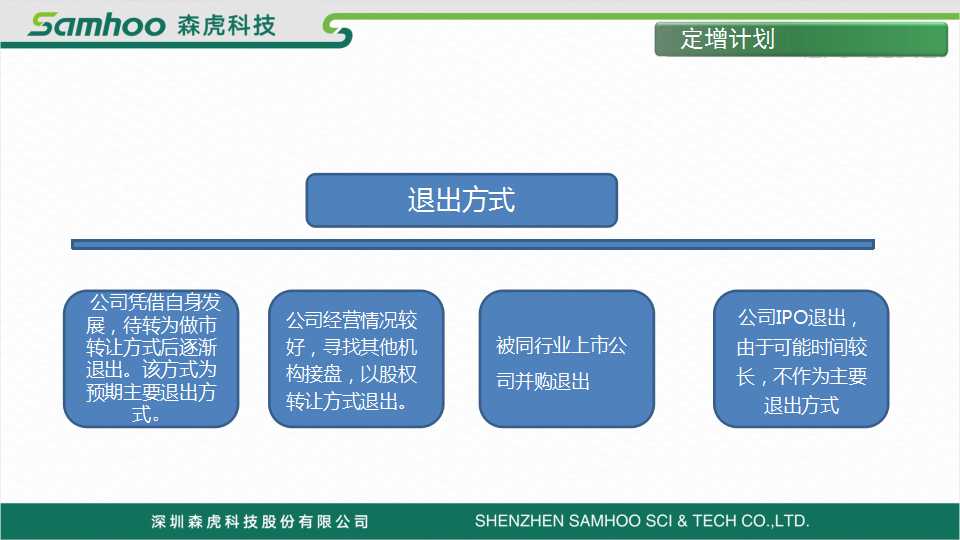 Samhoo 森虎科技
定增计划
退出方式
公司凭借自身发
展，待转为做市
转让方式后逐渐
退出。该方式为
预期主要退出方
式。
公司经营情况较
好，寻找其他机
构接盘，以股权
转让方式退出。
被同行业上市公
司并购退出
公司IPO退出，
由于可能时间较
长，不作为主要
退出方式
深圳森虎科技股份有限公司
SHENZHEN SAMHOO SCI & TECH CO.,LTD.